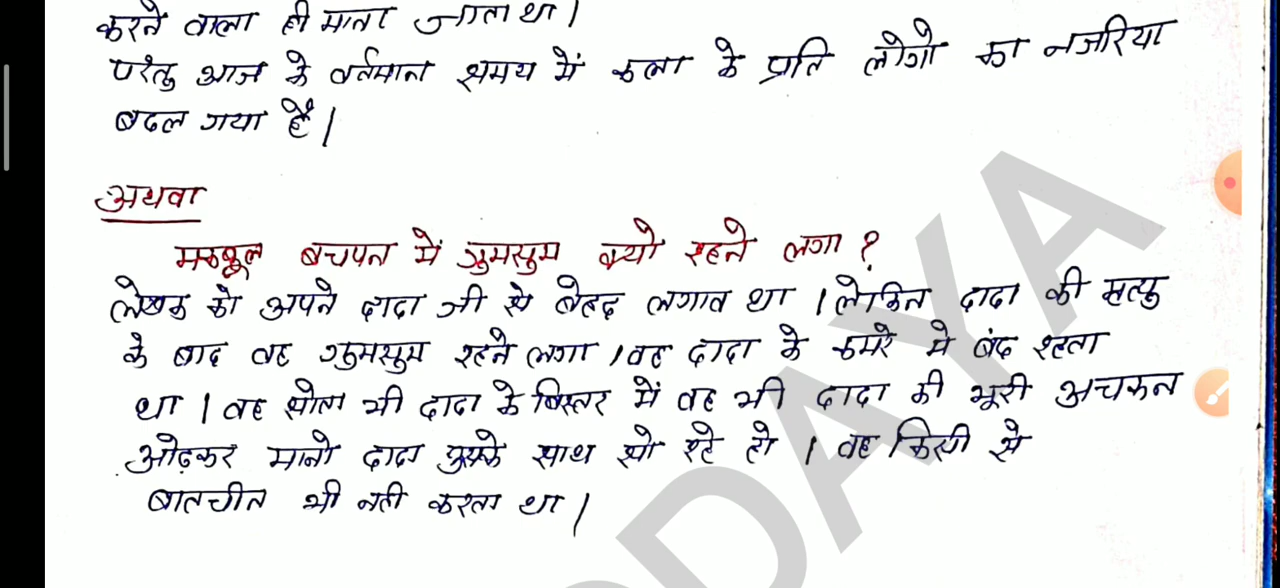 करने वाला ही माना जाता था।
परंतु आज के वर्तमान समय में कला के प्रति लोगो का नजरिया
बदल गया है।
अथवा
मकबूल बचपन में गुमसुम क्यो रहने लगा ?
लेखक को अपने दादा जी से बेहद लगाव था । लेकिन दादा की मृत्यु
के बाद वह गुमसुम रहने लगा । वह दादा के कमरे मे बंद रहता
था । वह सोता भी दादा के बिस्तर में वह भी दादा की भूरी अचकन
ओढ़कर मानो दादा उसके साथ सो रहे हो । वह किसी से
बातचीत भी नही करता था।